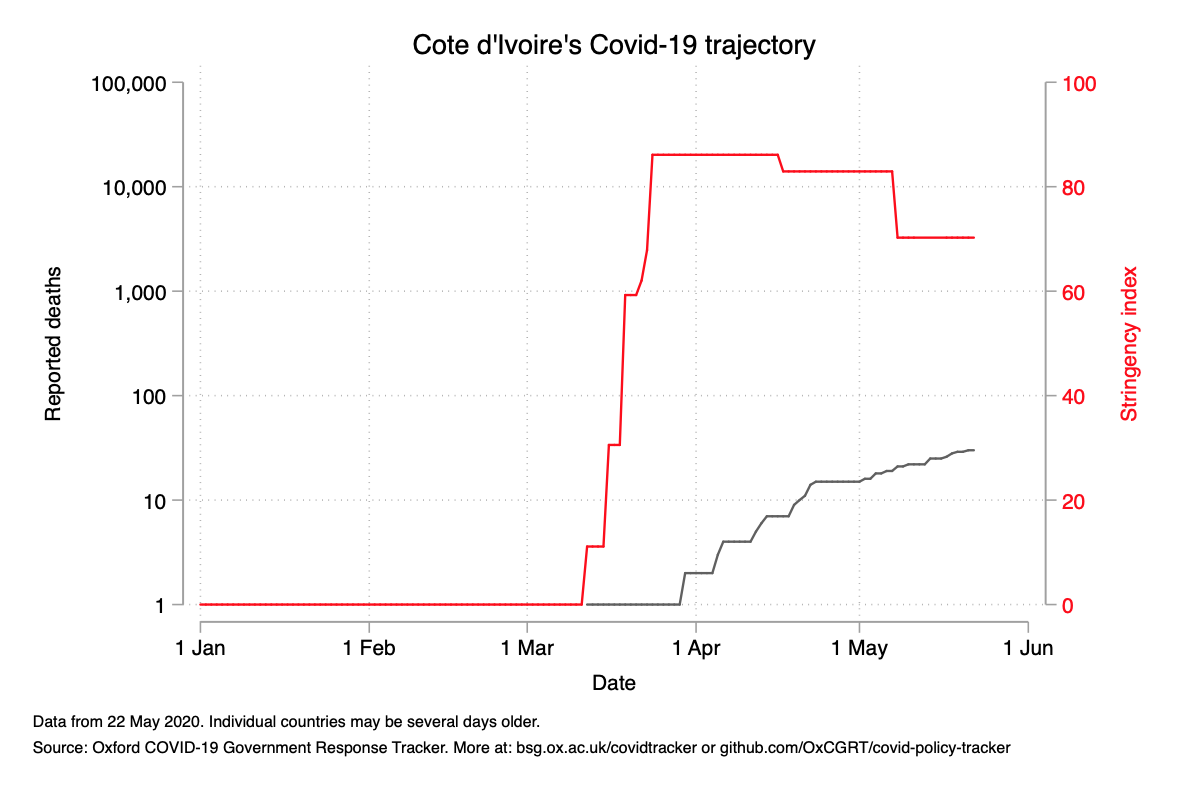 Cote d'Ivoire's Covid-19 trajectory
100,000
10,000
1,000
100
10
1
Reported deaths
100
80
60
40
20
0
Stringency index
1 Jan
1 Feb
1 Mar
1 Apr
1 May
1 Jun
Date
Data from 22 May 2020. Individual countries may be several days older.
Source: Oxford COVID-19 Government Response Tracker. More at: bsg.ox.ac.uk/covidtracker or github.com/OxCGRT/covid-policy-tracker